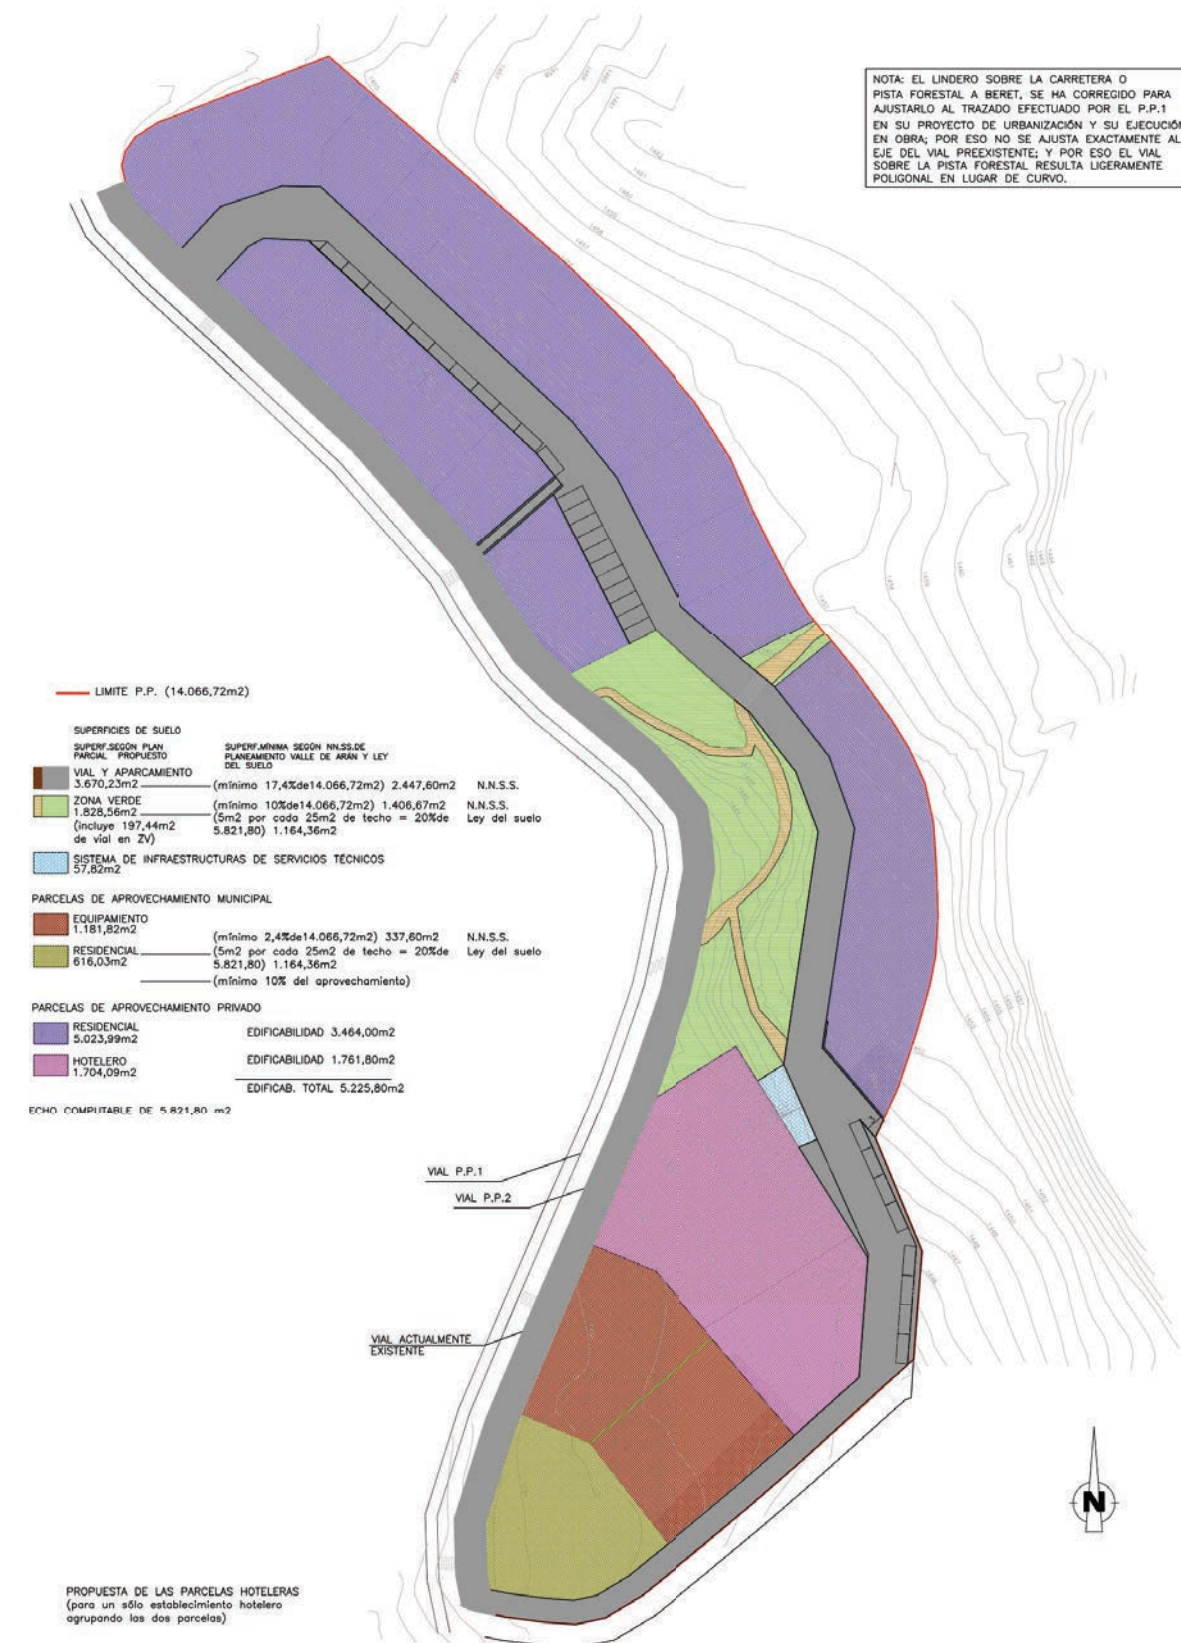 NOTA: EL LINDERO SOBRE LA CARRETERA O
PISTA FORESTAL A BERET, SE HA CORREGIDO PARA
AJUSTARLO AL TRAZADO EFECTUADO POR EL P.P.1
EN SU PROYECTO DE URBANIZACIÓN Y SU EJECUCIÓN
EN OBRA; POR ESO NO SE AJUSTA EXACTAMENTE AL
EJE DEL VIAL PREEXISTENTE; Y POR ESO EL VIAL
SOBRE LA PISTA FORESTAL RESULTA LIGERAMENTE
POLIGONAL EN LUGAR DE CURVO.
LIMITE P.P. (14.066,72m2)
SUPERFICIES DE SUELO
SUPERF.SEGÚN PLAN
PARCIAL PROPUESTO
SUPERF.MÍNIMA SEGÚN NN.SS.DE
PLANEAMIENTO VALLE DE ARÁN Y LEY
DEL SUELO
VIAL Y APARCAMIENTO
3.670,23m2 (mínimo 17,4%de14.066,72m2) 2.447,60m2 N.N.S.S.
ZONA VERDE
1.828,56m2 (mínimo 10%de14.066,72m2) 1.406,67m2 N.N.S.S.
(incluye 197,44m2
de vial en ZV)
(5m2 por cada 25m2 de techo = 20%de Ley del suelo
5.821,80) 1.164,36m2
SISTEMA DE INFRAESTRUCTURAS DE SERVICIOS TÉCNICOS
57,82m2
PARCELAS DE APROVECHAMIENTO MUNICIPAL
EQUIPAMIENTO
1.181,82m2
(mínimo 2,4%de14.066,72m2) 337,60m2 N.N.S.S.
RESIDENCIAL (5m2 por cada 25m2 de techo = 20%de Ley del suelo
616,03m2 5.821,80) 1.164,36m2
(mínimo 10% del aprovechamiento)
PARCELAS DE APROVECHAMIENTO PRIVADO
RESIDENCIAL
5.023,99m2
EDIFICABILIDAD 3.464,00m2
HOTELERO
1.704,09m2
EDIFICABILIDAD 1.761,80m2
EDIFICAB. TOTAL 5.225,80m2
ECHO COMPUTABLE DE 5.821,80 m2
VIAL P.P.1
VIAL P.P.2
VIAL ACTUALMENTE
EXISTENTE
N
PROPUESTA DE LAS PARCELAS HOTELERAS
(para un sólo establecimiento hotelero
agrupando las dos parcelas)